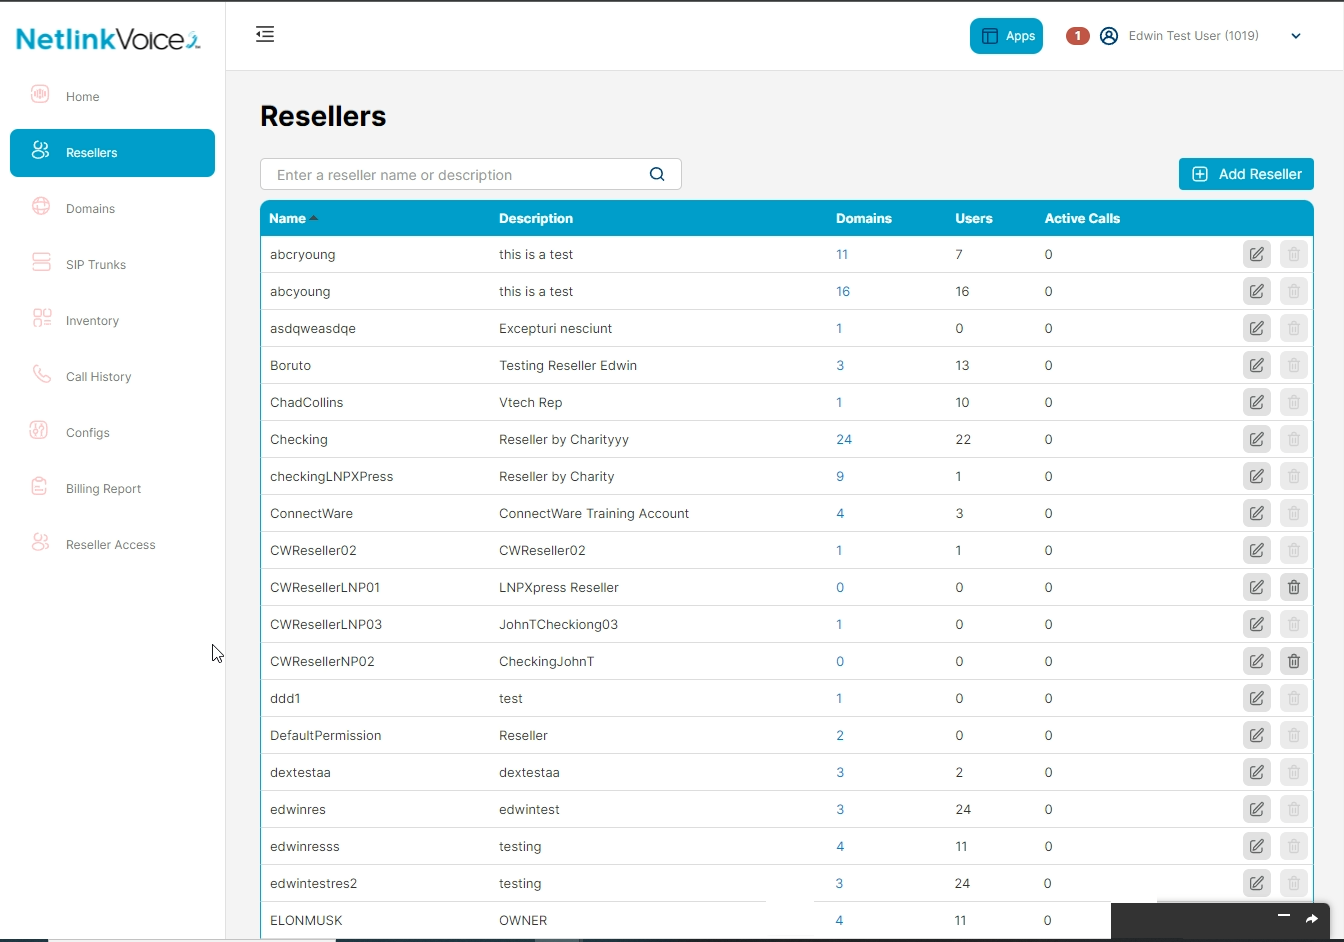 NetlinkVoice
Apps
1
Edwin Test User (1019)
Home
Resellers
Domains
SIP Trunks
Inventory
Call History
Configs
Billing Report
Reseller Access
Resellers
Enter a reseller name or description
Add Reseller
Name Description Domains Users Active Calls
abcryoung this is a test 11 7 0
abcyoung this is a test 16 16 0
asdqweasdqe Excepturi nesciunt 1 0 0
Boruto Testing Reseller Edwin 3 13 0
ChadCollins Vtech Rep 1 10 0
Checking Reseller by Charityyy 24 22 0
checkingLNPXPress Reseller by Charity 9 1 0
ConnectWare ConnectWare Training Account 4 3 0
CWReseller02 CWReseller02 1 1 0
CWResellerLNP01 LNPXpress Reseller 0 0 0
CWResellerLNP03 JohnTCheckiong03 1 0 0
CWResellerNP02 CheckingJohnT 0 0 0
ddd1 test 1 0 0
DefaultPermission Reseller 2 0 0
dextestaa dextestaa 3 2 0
edwinres edwintest 3 24 0
edwinresss testing 4 11 0
edwintestres2 testing 3 24 0
ELONMUSK OWNER 4 11 0